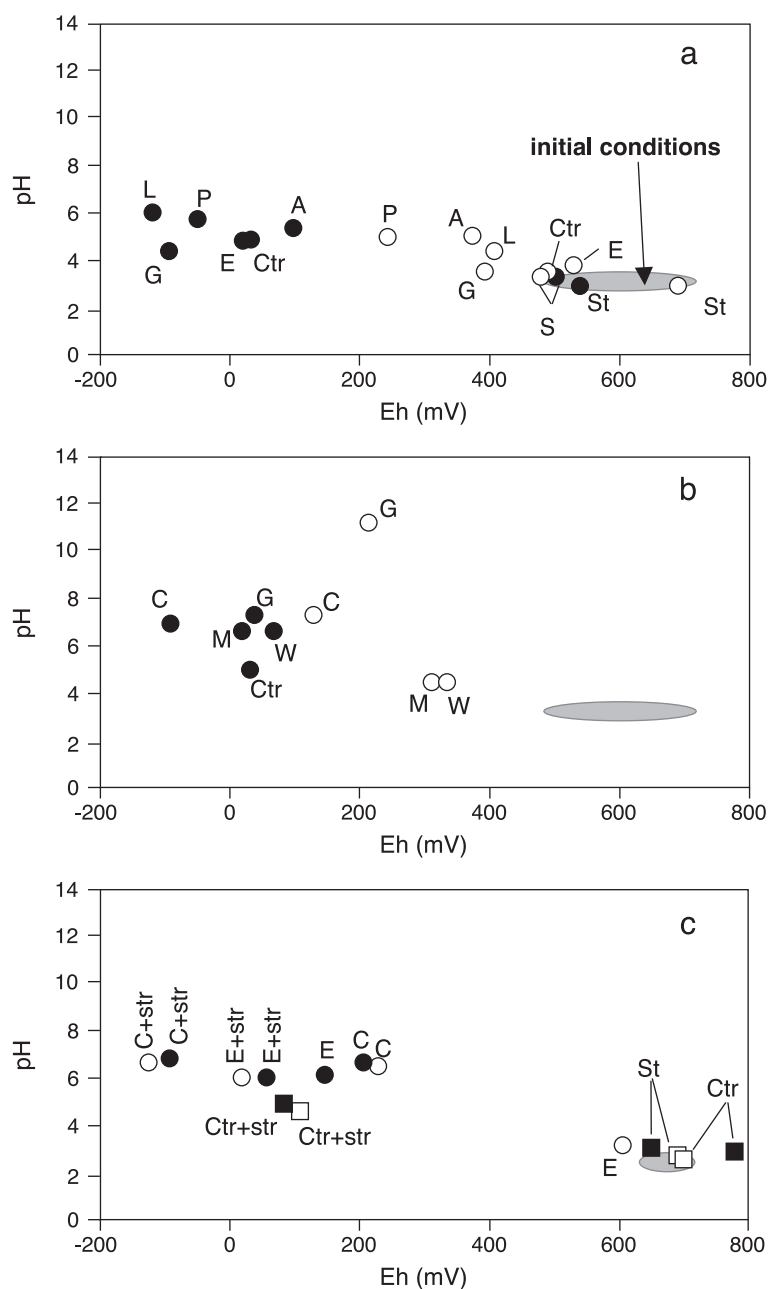 14
a
12
10
initial conditions
8
pH
L
P
A
6
P
A
L
Ctr
E
G
E
Ctr
4
G
S
St
St
2
0
-200
0
200
400
600
800
Eh (mV)
14
b
12
G
10
8
C
G
C
pH
6
M
W
Ctr
4
M
W
2
0
-200
0
200
400
600
800
Eh (mV)
14
c
12
10
8
C+str
C+str
E+str
E+str
E
C
C
pH
6
St
Ctr
4
Ctr+str
Ctr+str
E
2
0
-200
0
200
400
600
800
Eh (mV)